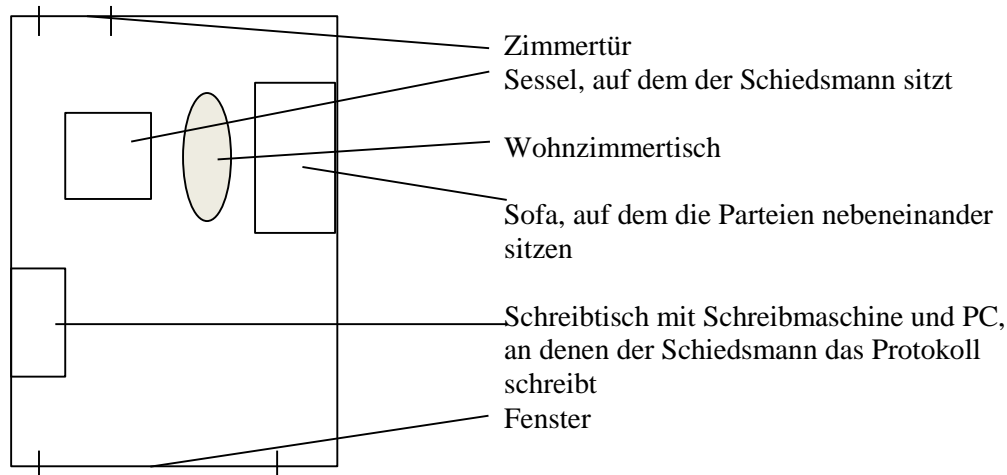 Zimmertür
Sessel, auf dem der Schiedsmann sitzt
Wohnzimmertisch
Sofa, auf dem die Parteien nebeneinander
sitzen
Schreibtisch mit Schreibmaschine und PC,
an denen der Schiedsmann das Protokoll
schreibt
Fenster